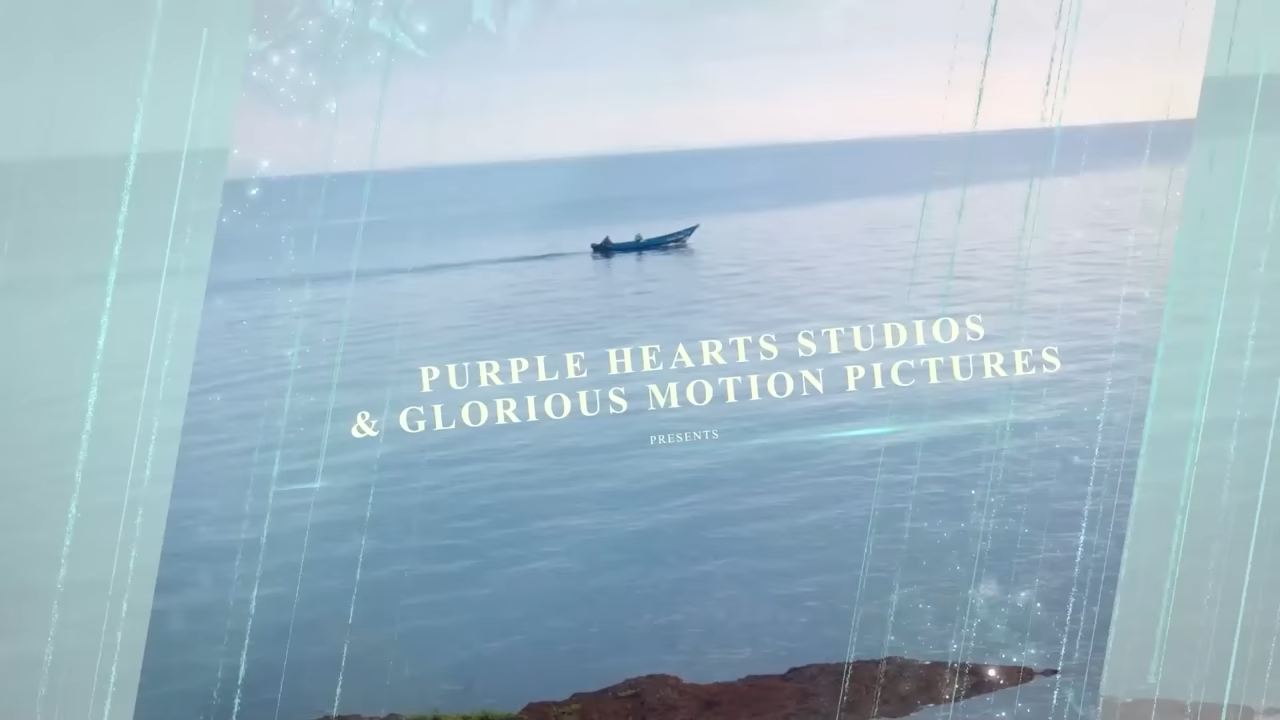 PURPLE HEARTS STUDIOS
& GLORIOUS MOTION PICTURES
PRESENTS